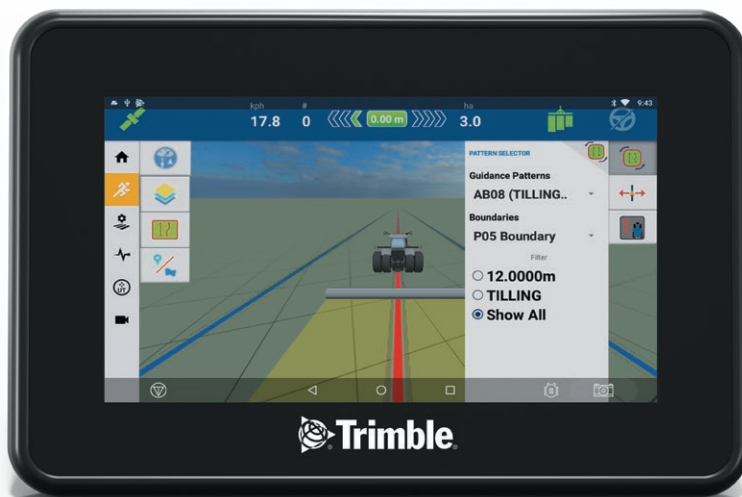 kph
#
ha
9:43
17.8
0
0.00 m
3.0
PATTERN SELECTOR
Guidance Patterns
AB08 (TILLING..
Boundaries
P05 Boundary
Filter
12.0000m
TILLING
Show All
UT
Trimble